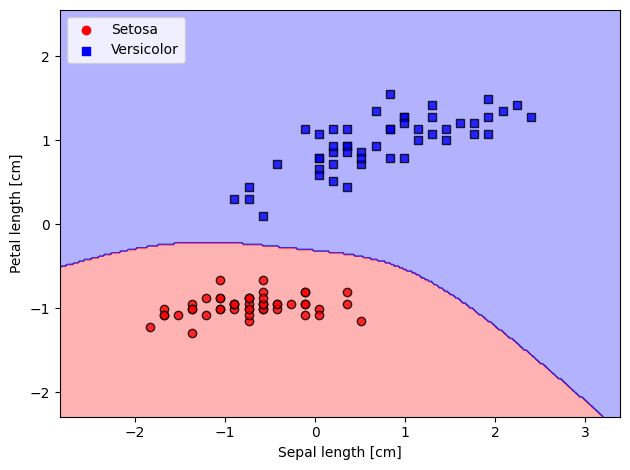 Setosa
Versicolor
2
1
0
−1
−2
Petal length [cm]
−2
−1
0
1
2
3
Sepal length [cm]